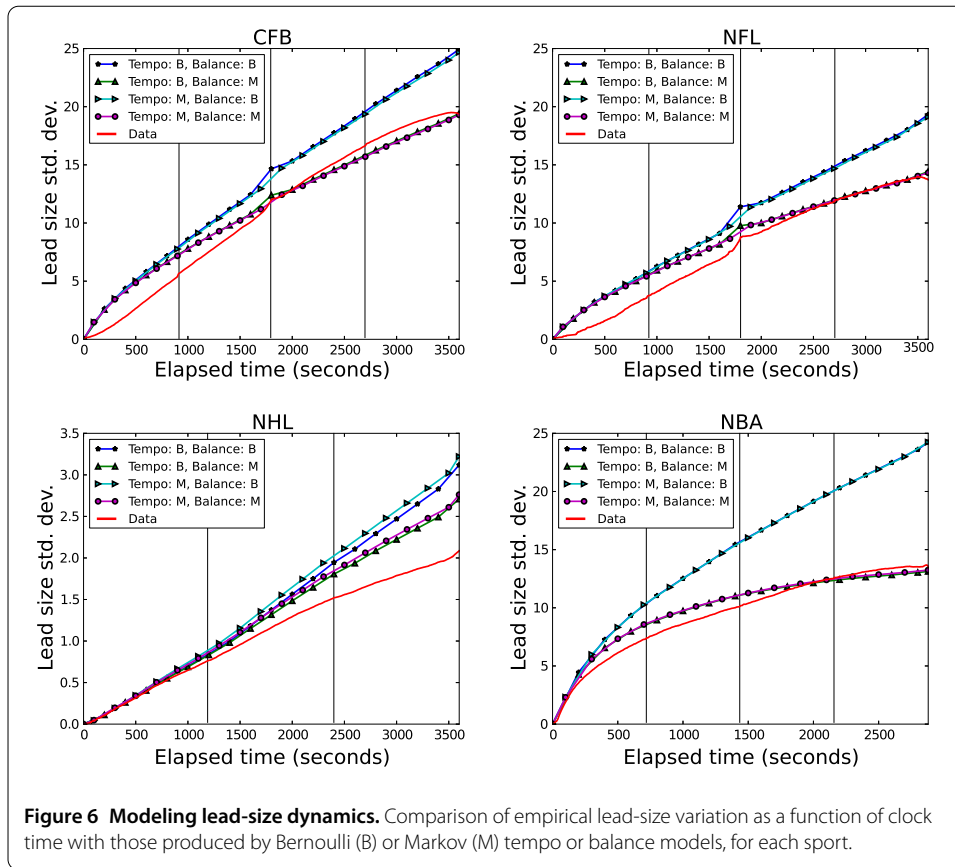 CFB
25
20
15
10
5
0
Lead size std. dev.
Tempo: B, Balance: B
Tempo: B, Balance: M
Tempo: M, Balance: B
Tempo: M, Balance: M
Data
0 500 1000 1500 2000 2500 3000 3500
Elapsed time (seconds)
NFL
25
20
15
10
5
0
Lead size std. dev.
Tempo: B, Balance: B
Tempo: B, Balance: M
Tempo: M, Balance: B
Tempo: M, Balance: M
Data
0 500 1000 1500 2000 2500 3000 3500
Elapsed time (seconds)
NHL
3.5
3.0
2.5
2.0
1.5
1.0
0.5
0.0
Lead size std. dev.
Tempo: B, Balance: B
Tempo: B, Balance: M
Tempo: M, Balance: B
Tempo: M, Balance: M
Data
0 500 1000 1500 2000 2500 3000 3500
Elapsed time (seconds)
NBA
25
20
15
10
5
0
Lead size std. dev.
Tempo: B, Balance: B
Tempo: B, Balance: M
Tempo: M, Balance: B
Tempo: M, Balance: M
Data
0 500 1000 1500 2000 2500
Elapsed time (seconds)
Figure 6 Modeling lead-size dynamics. Comparison of empirical lead-size variation as a function of clock
time with those produced by Bernoulli (B) or Markov (M) tempo or balance models, for each sport.